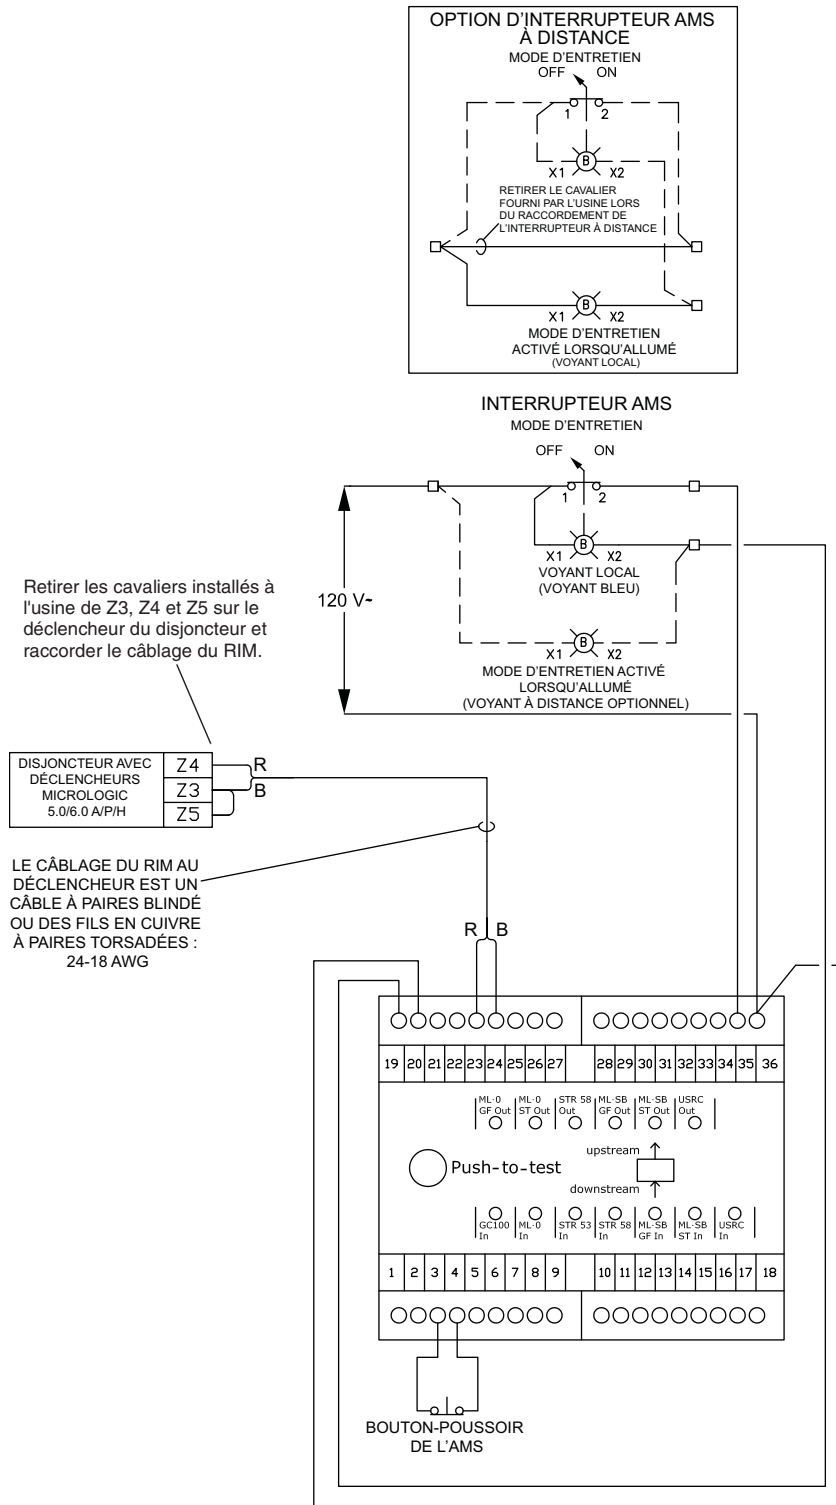 OPTION D'INTERRUPTEUR AMS
À DISTANCE
MODE D'ENTRETIEN
OFF ON
1 2
B
X1 X2
RETIRER LE CAVALIER
FOURNI PAR L'USINE LORS
DU RACCORDEMENT DE
L'INTERRUPTEUR À DISTANCE
B
X1 X2
MODE D'ENTRETIEN
ACTIVÉ LORSQU'ALLUMÉ
(VOYANT LOCAL)
INTERRUPTEUR AMS
MODE D'ENTRETIEN
OFF ON
1 2
B
X1 X2
VOYANT LOCAL
(VOYANT BLEU)
120 V~
B
X1 X2
MODE D'ENTRETIEN ACTIVÉ
LORSQU'ALLUMÉ
(VOYANT À DISTANCE OPTIONNEL)
Retirer les cavaliers installés à
l'usine de Z3, Z4 et Z5 sur le
déclencheur du disjoncteur et
raccorder le câblage du RIM.
DISJONCTEUR AVEC
DÉCLENCHEURS
MICROLOGIC
5.0/6.0 A/P/H
Z4
Z3
Z5
R
B
LE CÂBLAGE DU RIM AU
DÉCLENCHEUR EST UN
CÂBLE À PAIRES BLINDÉ
OU DES FILS EN CUIVRE
À PAIRES TORSADÉES :
24-18 AWG
R B
19 20 21 22 23 24 25 26 27 28 29 30 31 32 33 34 35 36
ML-0 GF Out
ML-0 ST Out
STR 58 Out
ML-SB GF Out
ML-SB ST Out
USRC Out
upstream
Push-to-test
downstream
GC100 In
ML-0 In
STR 53 In
STR 58 In
ML-SB GF In
ML-SB ST In
USRC In
1 2 3 4 5 6 7 8 9 10 11 12 13 14 15 16 17 18
BOUTON-POUSSOIR
DE L'AMS